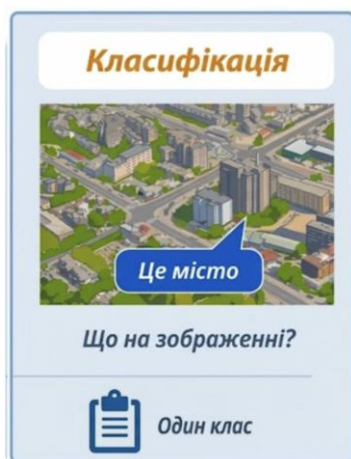 Класифікація
Це місто
Що на зображенні?
Один клас